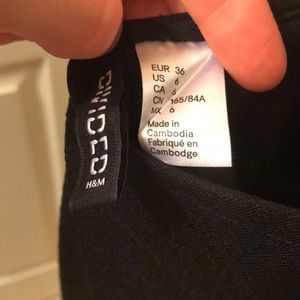 DIVIDED
H&M
EUR 36
US 6
CA 6
CN 165/84A
MX 6
Made in
Cambodia
Fabriqué en
Cambodge